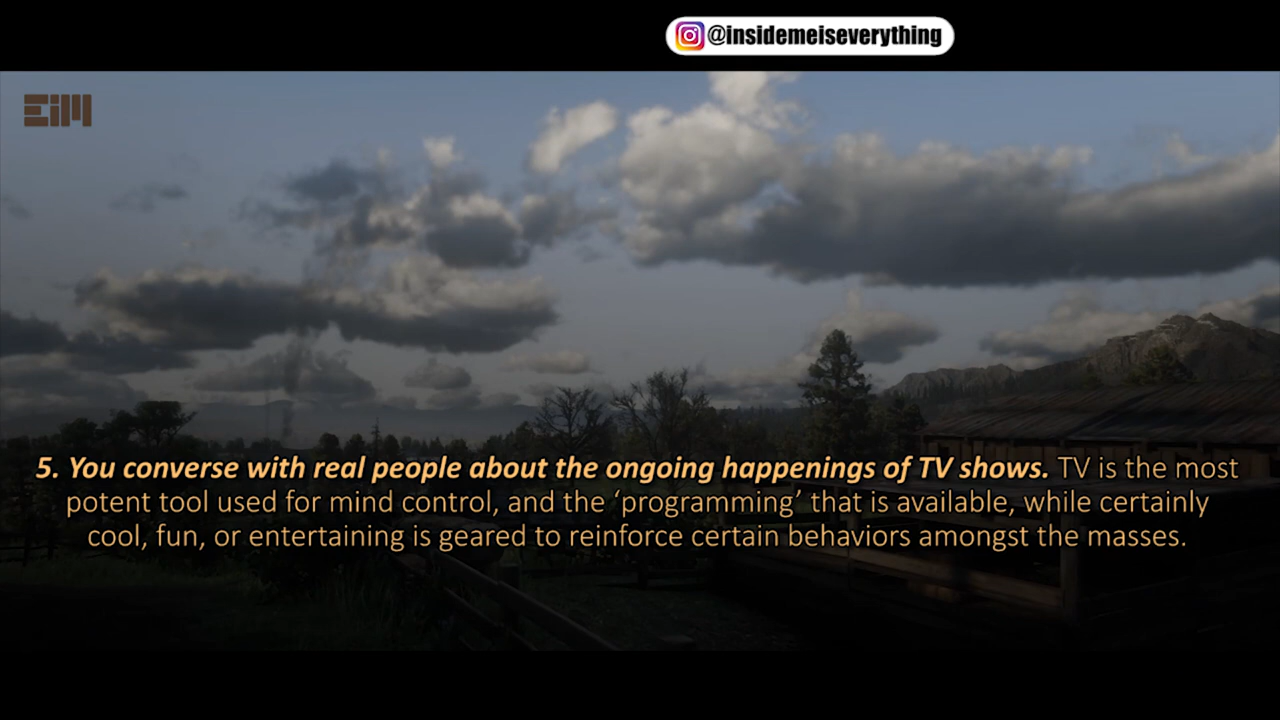 @insidemeiseverything
EiM
5. You converse with real people about the ongoing happenings of TV shows. TV is the most
potent tool used for mind control, and the ‘programming’ that is available, while certainly
cool, fun, or entertaining is geared to reinforce certain behaviors amongst the masses.